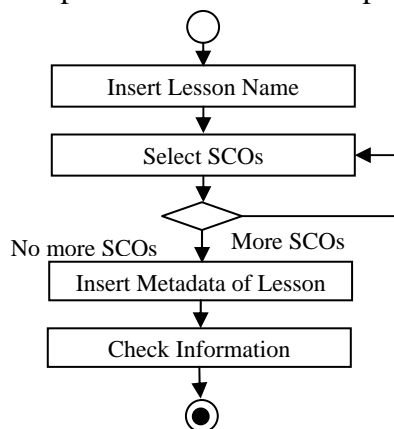 Insert Lesson Name
Select SCOs
No more SCOs
More SCOs
Insert Metadata of Lesson
Check Information